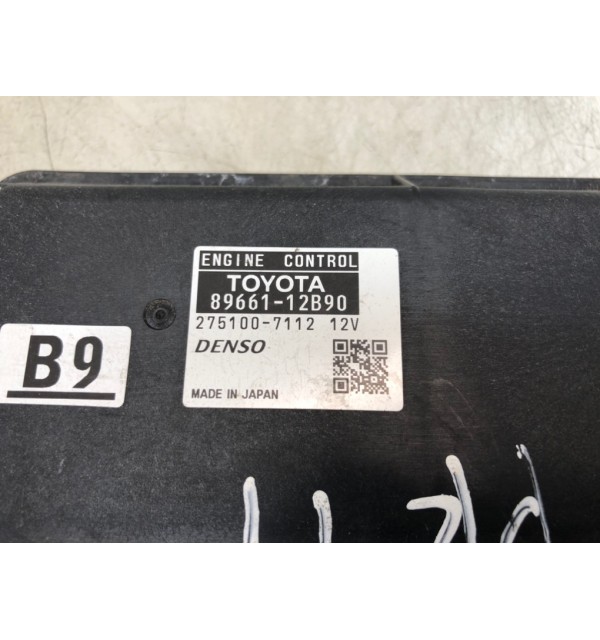 ENGINE CONTROL
TOYOTA
89661-12B90
275100-7112 12V
DENSO
MADE IN JAPAN
B9